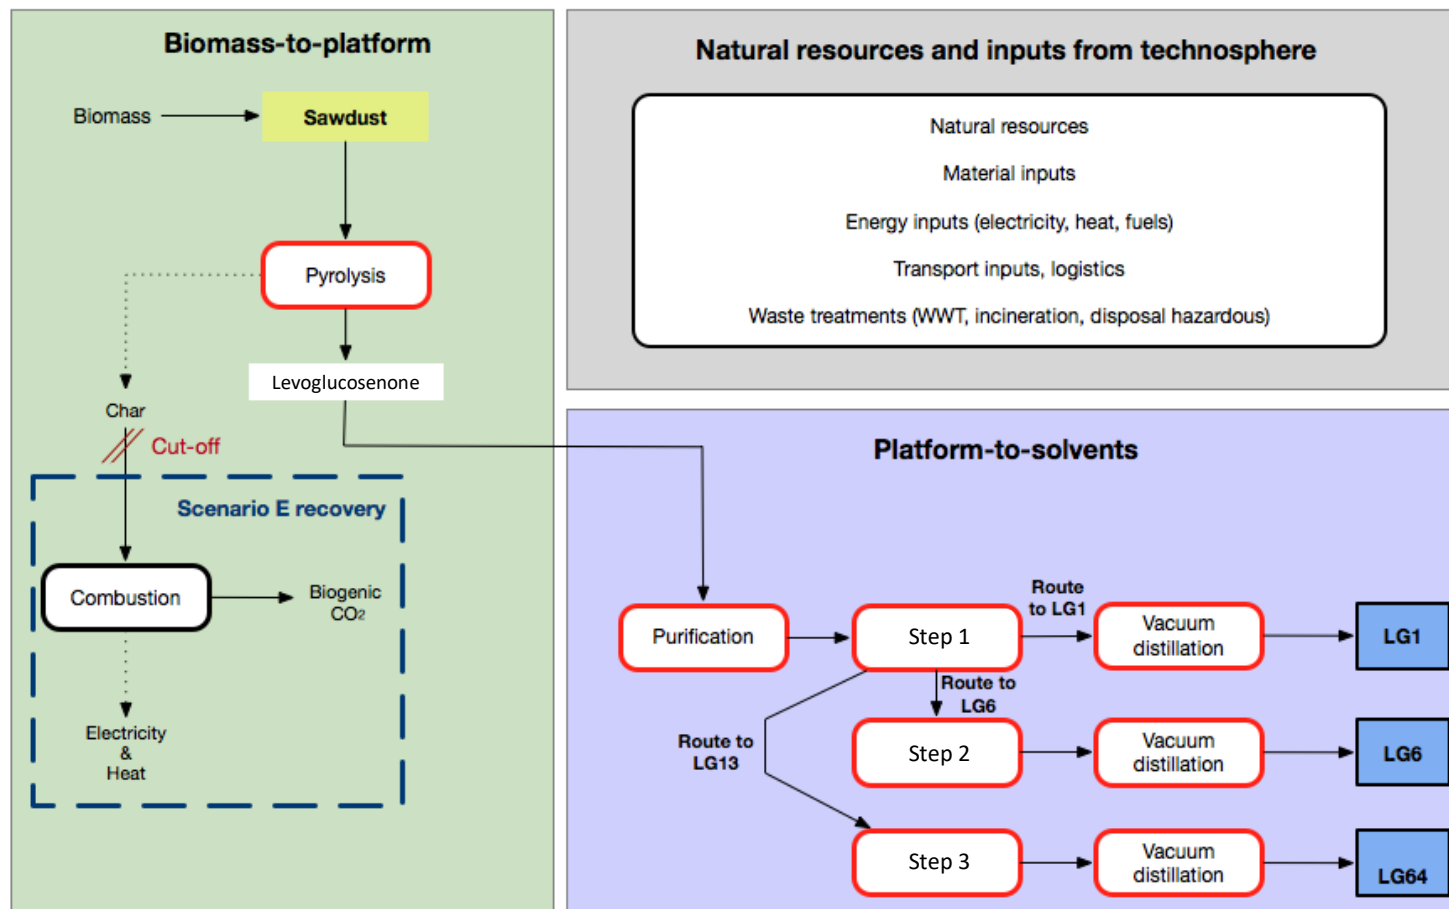 Biomass-to-platform
Biomass
Sawdust
Pyrolysis
Levoglucosenone
Char
Cut-off
Scenario E recovery
Combustion
Biogenic
CO2
Electricity
&
Heat
Natural resources and inputs from technosphere
Natural resources
Material inputs
Energy inputs (electricity, heat, fuels)
Transport inputs, logistics
Waste treatments (WWT, incineration, disposal hazardous)
Platform-to-solvents
Purification
Step 1
Route
to LG1
Vacuum
distillation
LG1
Route to
LG6
Step 2
Vacuum
distillation
LG6
Route to
LG13
Step 3
Vacuum
distillation
LG64